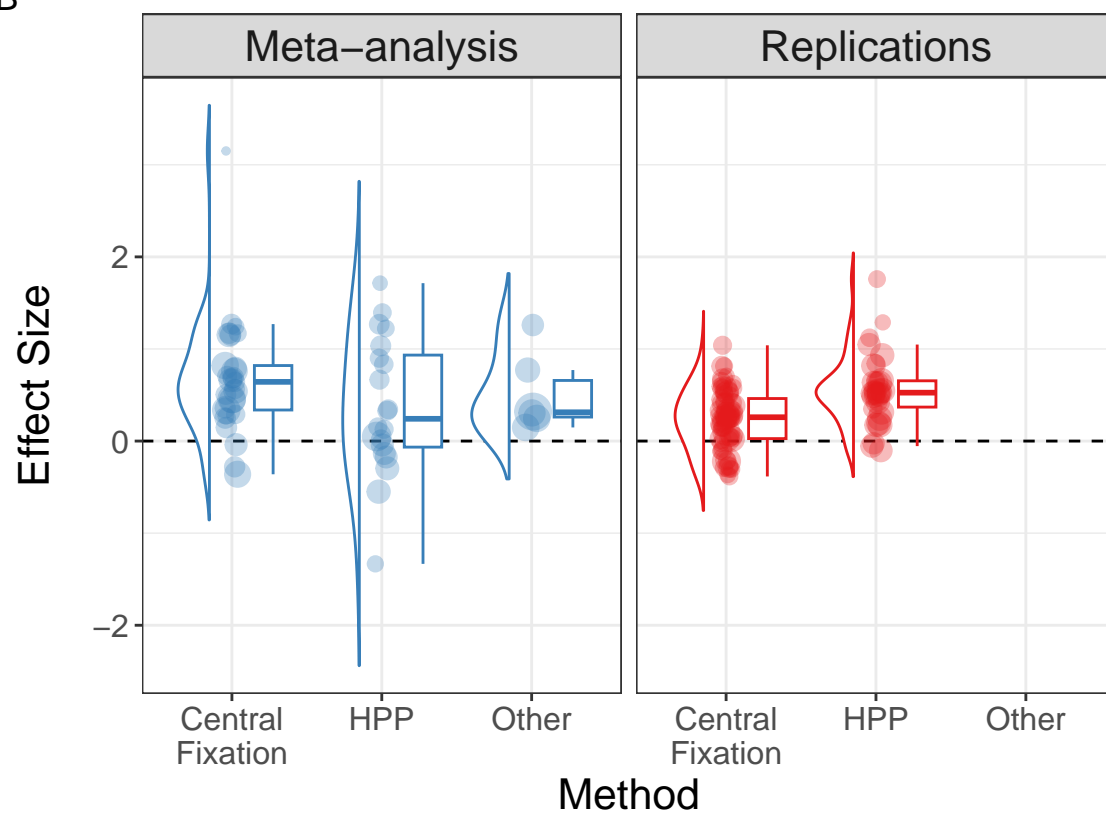 B
Meta−analysis
Replications
Effect Size
2
0
−2
Central
Fixation
HPP
Other
Central
Fixation
HPP
Other
Method